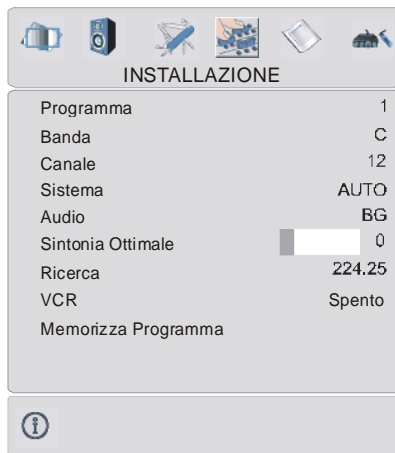 INSTALLAZIONE
Programma 1
Banda C
Canale 12
Sistema AUTO
Audio BG
Sintonia Ottimale 0
Ricerca 224.25
VCR Spento
Memorizza Programma